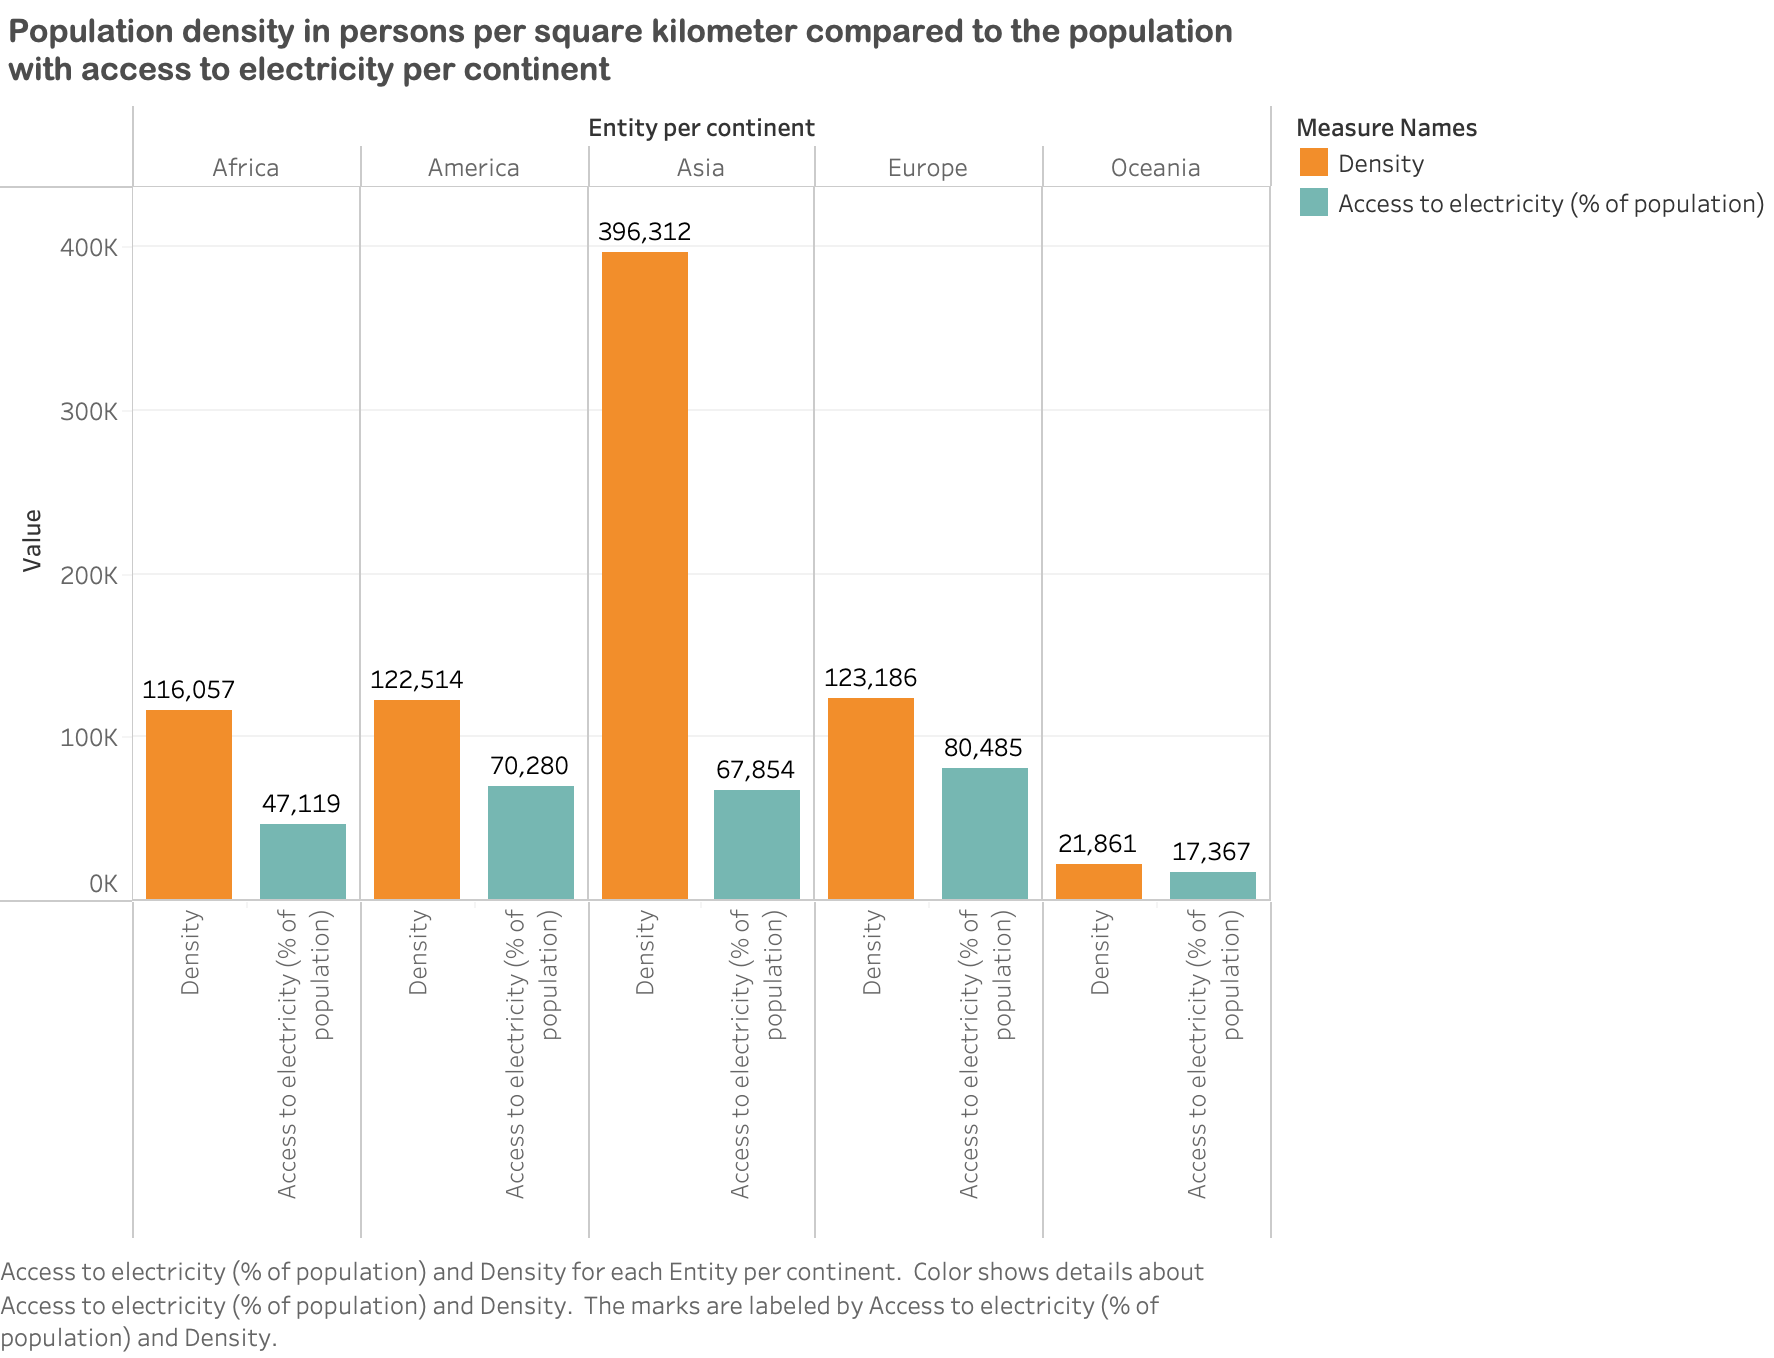 Population density in persons per square kilometer compared to the population
with access to electricity per continent
Entity per continent
Africa
America
Asia
Europe
Oceania
Measure Names
Density
Access to electricity (% of population)
Value
400K
300K
200K
100K
0K
116,057
47,119
122,514
70,280
396,312
67,854
123,186
80,485
21,861
17,367
Density
Access to electricity (% of
population)
Density
Access to electricity (% of
population)
Density
Access to electricity (% of
population)
Density
Access to electricity (% of
population)
Density
Access to electricity (% of
population)
Access to electricity (% of population) and Density for each Entity per continent.  Color shows details about
Access to electricity (% of population) and Density.  The marks are labeled by Access to electricity (% of
population) and Density.